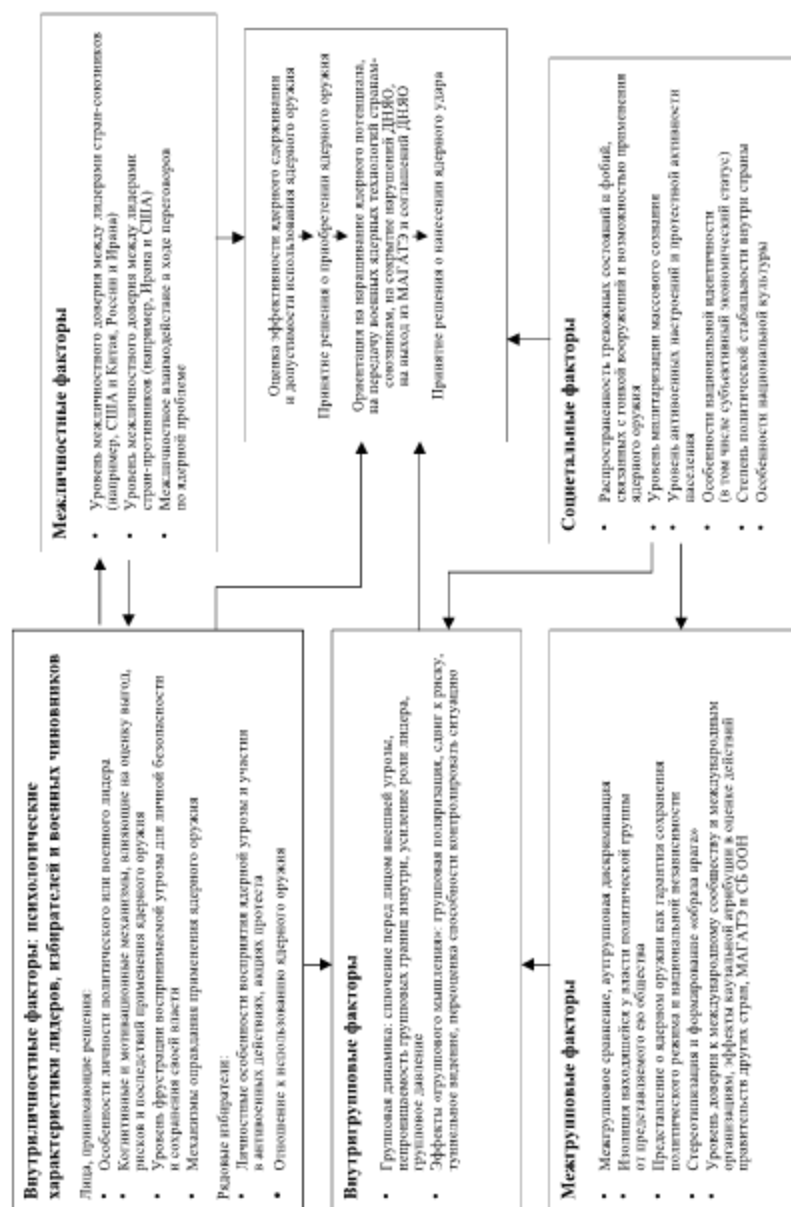 Внутриличностные факторы: психологические
характеристики лидеров, избирателей и военных чиновников
Лица, принимающие решения:
• Особенности личности политического или военного лидера
• Когнитивные и мотивационные механизмы, влияющие на оценку выгод,
рисков и последствий применения ядерного оружия
• Уровень фрустрации воспринимаемой угрозы для личной безопасности
и сохранения своей власти
• Механизмы оправдания применения ядерного оружия
Рядовые избиратели:
• Личностные особенности восприятия ядерной угрозы и участия
в антивоенных действиях, акциях протеста
• Отношение к использованию ядерного оружия
Межличностные факторы
• Уровень межличностного доверия между лидерами стран-союзников
(например, США и Китая, России и Ирана)
• Уровень межличностного доверия между лидерами
стран-противников (например, Ирана и США)
• Межличностное взаимодействие в ходе переговоров
по ядерной проблеме
Внутригрупповые факторы
• Групповая динамика: сплочение перед лицом внешней угрозы,
непроницаемость групповых границ изнутри, усиление роли лидера,
групповое давление
• Эффекты «группового мышления»: групповая поляризация, сдвиг к риску,
туннельное видение, переоценка способности контролировать ситуацию
Оценка эффективности ядерного сдерживания
и допустимости использования ядерного оружия
Принятие решения о приобретении ядерного оружия
Ориентация на наращивание ядерного потенциала,
на передачу военных ядерных технологий странам-
союзникам, на сокрытие нарушений ДНЯО,
на выход из МАГАТЭ и соглашений ДНЯО
Принятие решения о нанесении ядерного удара
Межгрупповые факторы
• Межгрупповое сравнение, аутгрупповая дискриминация
• Изоляция находящейся у власти политической группы
от представляемого ею общества
• Представление о ядерном оружии как гарантии сохранения
политического режима и национальной независимости
• Стереотипизация и формирование «образа врага»
• Уровень доверия к международному сообществу и международным
организациям, эффекты каузальной атрибуции в оценке действий
правительств других стран, МАГАТЭ и СБ ООН
Социетальные факторы
• Распространенность тревожных состояний и фобий,
связанных с гонкой вооружений и возможностью применения
ядерного оружия
• Уровень милитаризации массового сознания
• Уровень антивоенных настроений и протестной активности
населения
• Особенности национальной идентичности
(в том числе субъективный экономический статус)
• Степень политической стабильности внутри страны
• Особенности национальной культуры